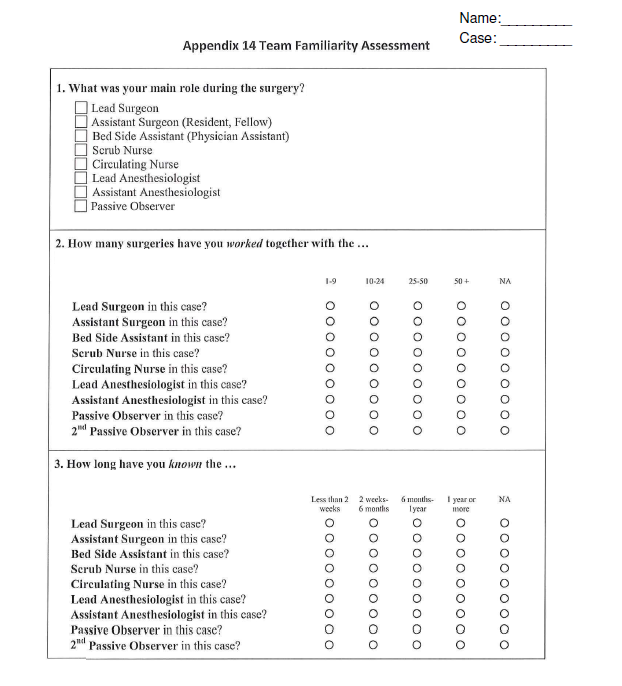 Name:
Case:
Appendix 14 Team Familiarity Assessment
1. What was your main role during the surgery?
Lead Surgeon
Assistant Surgeon (Resident, Fellow)
Bed Side Assistant (Physician Assistant)
Scrub Nurse
Circulating Nurse
Lead Anesthesiologist
Assistant Anesthesiologist
Passive Observer
2. How many surgeries have you worked together with the ...
1-9 10-24 25-50 50 + NA
Lead Surgeon in this case?
Assistant Surgeon in this case?
Bed Side Assistant in this case?
Scrub Nurse in this case?
Circulating Nurse in this case?
Lead Anesthesiologist in this case?
Assistant Anesthesiologist in this case?
Passive Observer in this case?
2nd Passive Observer in this case?
3. How long have you known the ...
Less than 2 2 weeks- 6 months- 1 year or NA
weeks 6 months 1year more
Lead Surgeon in this case?
Assistant Surgeon in this case?
Bed Side Assistant in this case?
Scrub Nurse in this case?
Circulating Nurse in this case?
Lead Anesthesiologist in this case?
Assistant Anesthesiologist in this case?
Passive Observer in this case?
2nd Passive Observer in this case?